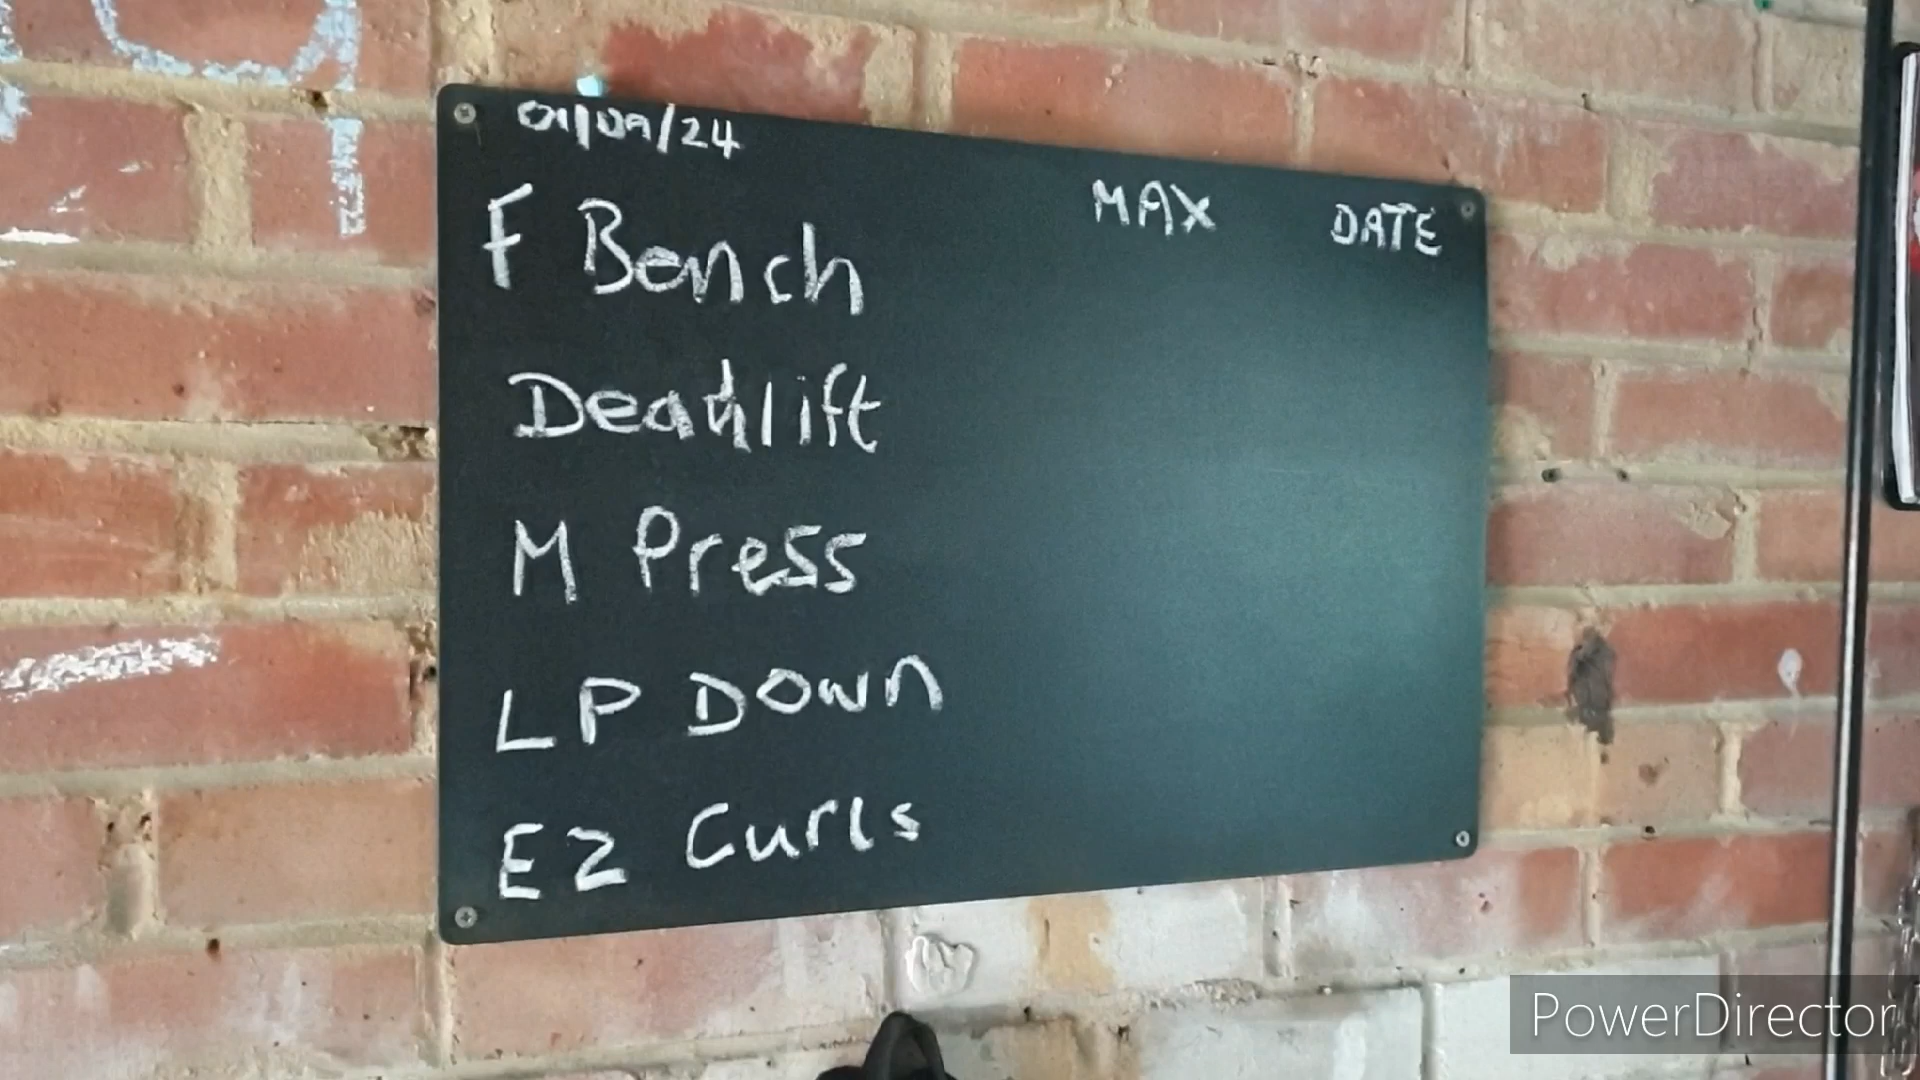 01/09/24
MAX DATE
F Bench
Deadlift
M Press
LP Down
EZ Curls
PowerDirector